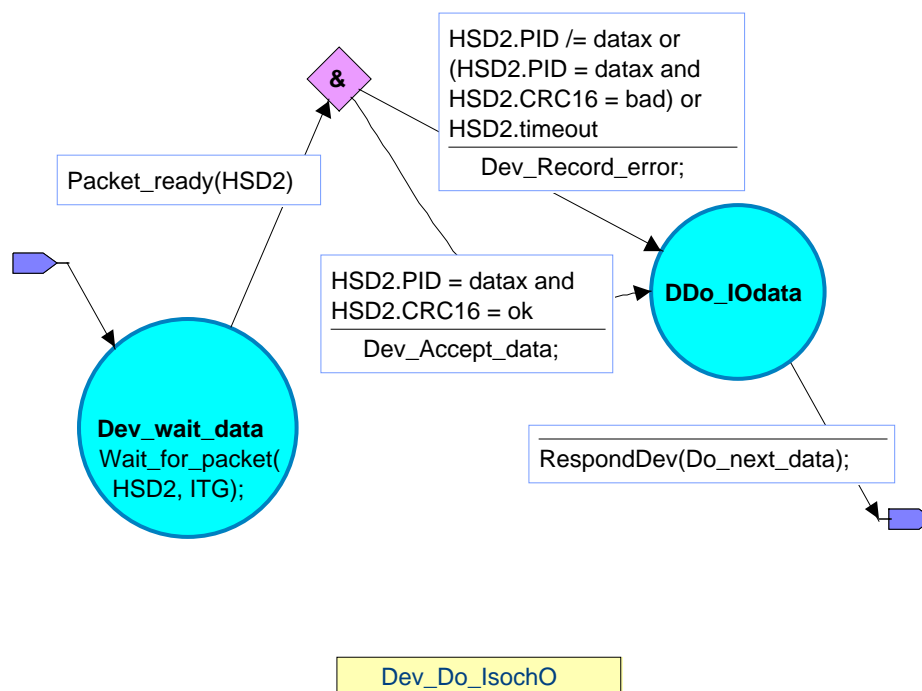 &
HSD2.PID /= datax or
(HSD2.PID = datax and
HSD2.CRC16 = bad) or
HSD2.timeout
Dev_Record_error;
Packet_ready(HSD2)
HSD2.PID = datax and
HSD2.CRC16 = ok
Dev_Accept_data;
DDo_IOdata
Dev_wait_data
Wait_for_packet(
HSD2, ITG);
RespondDev(Do_next_data);
Dev_Do_IsochO